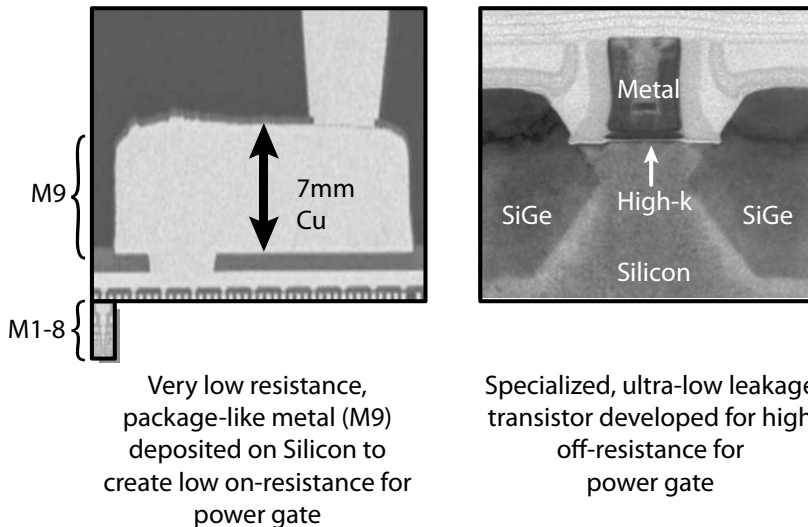 M9
7mm
Cu
M1-8
Very low resistance,
package-like metal (M9)
deposited on Silicon to
create low on-resistance for
power gate
Metal
High-k
SiGe
SiGe
Silicon
Specialized, ultra-low leakage
transistor developed for high
off-resistance for
power gate